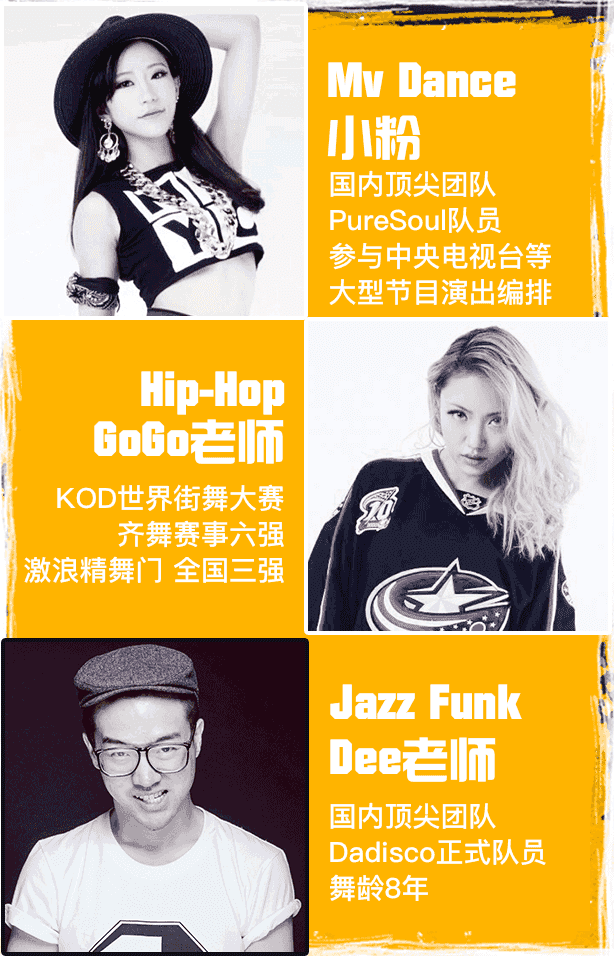 Mv Dance
小粉
国内顶尖团队
PureSoul队员
参与中央电视台等
大型节目演出编排
Hip-Hop
GoGo老师
KOD世界街舞大赛
齐舞赛事六强
激浪精舞门 全国三强
Jazz Funk
Dee老师
国内顶尖团队
Dadisco正式队员
舞龄8年